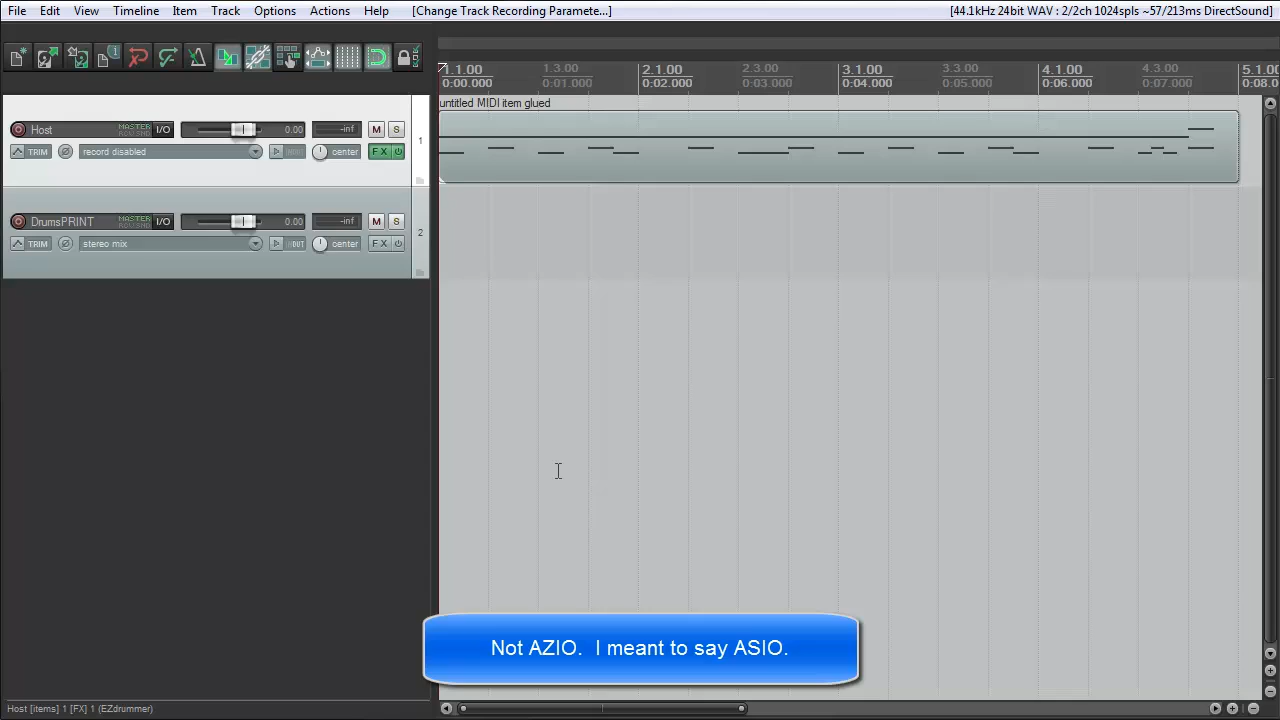 File Edit View Timeline Item Track Options Actions Help [Change Track Recording Paramete...] [44.1kHz 24bit WAV : 2/2ch 1024spls ~57/213ms DirectSound]
1.1.00 1.3.00 2.1.00 2.3.00 3.1.00 3.3.00 4.1.00 4.3.00 5.1.0
0:00.000 0:01.000 0:02.000 0:03.000 0:04.000 0:05.000 0:06.000 0:07.000 0:08.0
untitled MIDI item glued
Host MASTER I/O 0.00 -inf M S
1
TRIM record disabled center FX
DrumsPRINT MASTER I/O 0.00 -inf M S
2
TRIM stereo mix OUT center FX
Not AZIO. I meant to say ASIO.
Host [items] 1 [FX] 1 (EZdrummer)